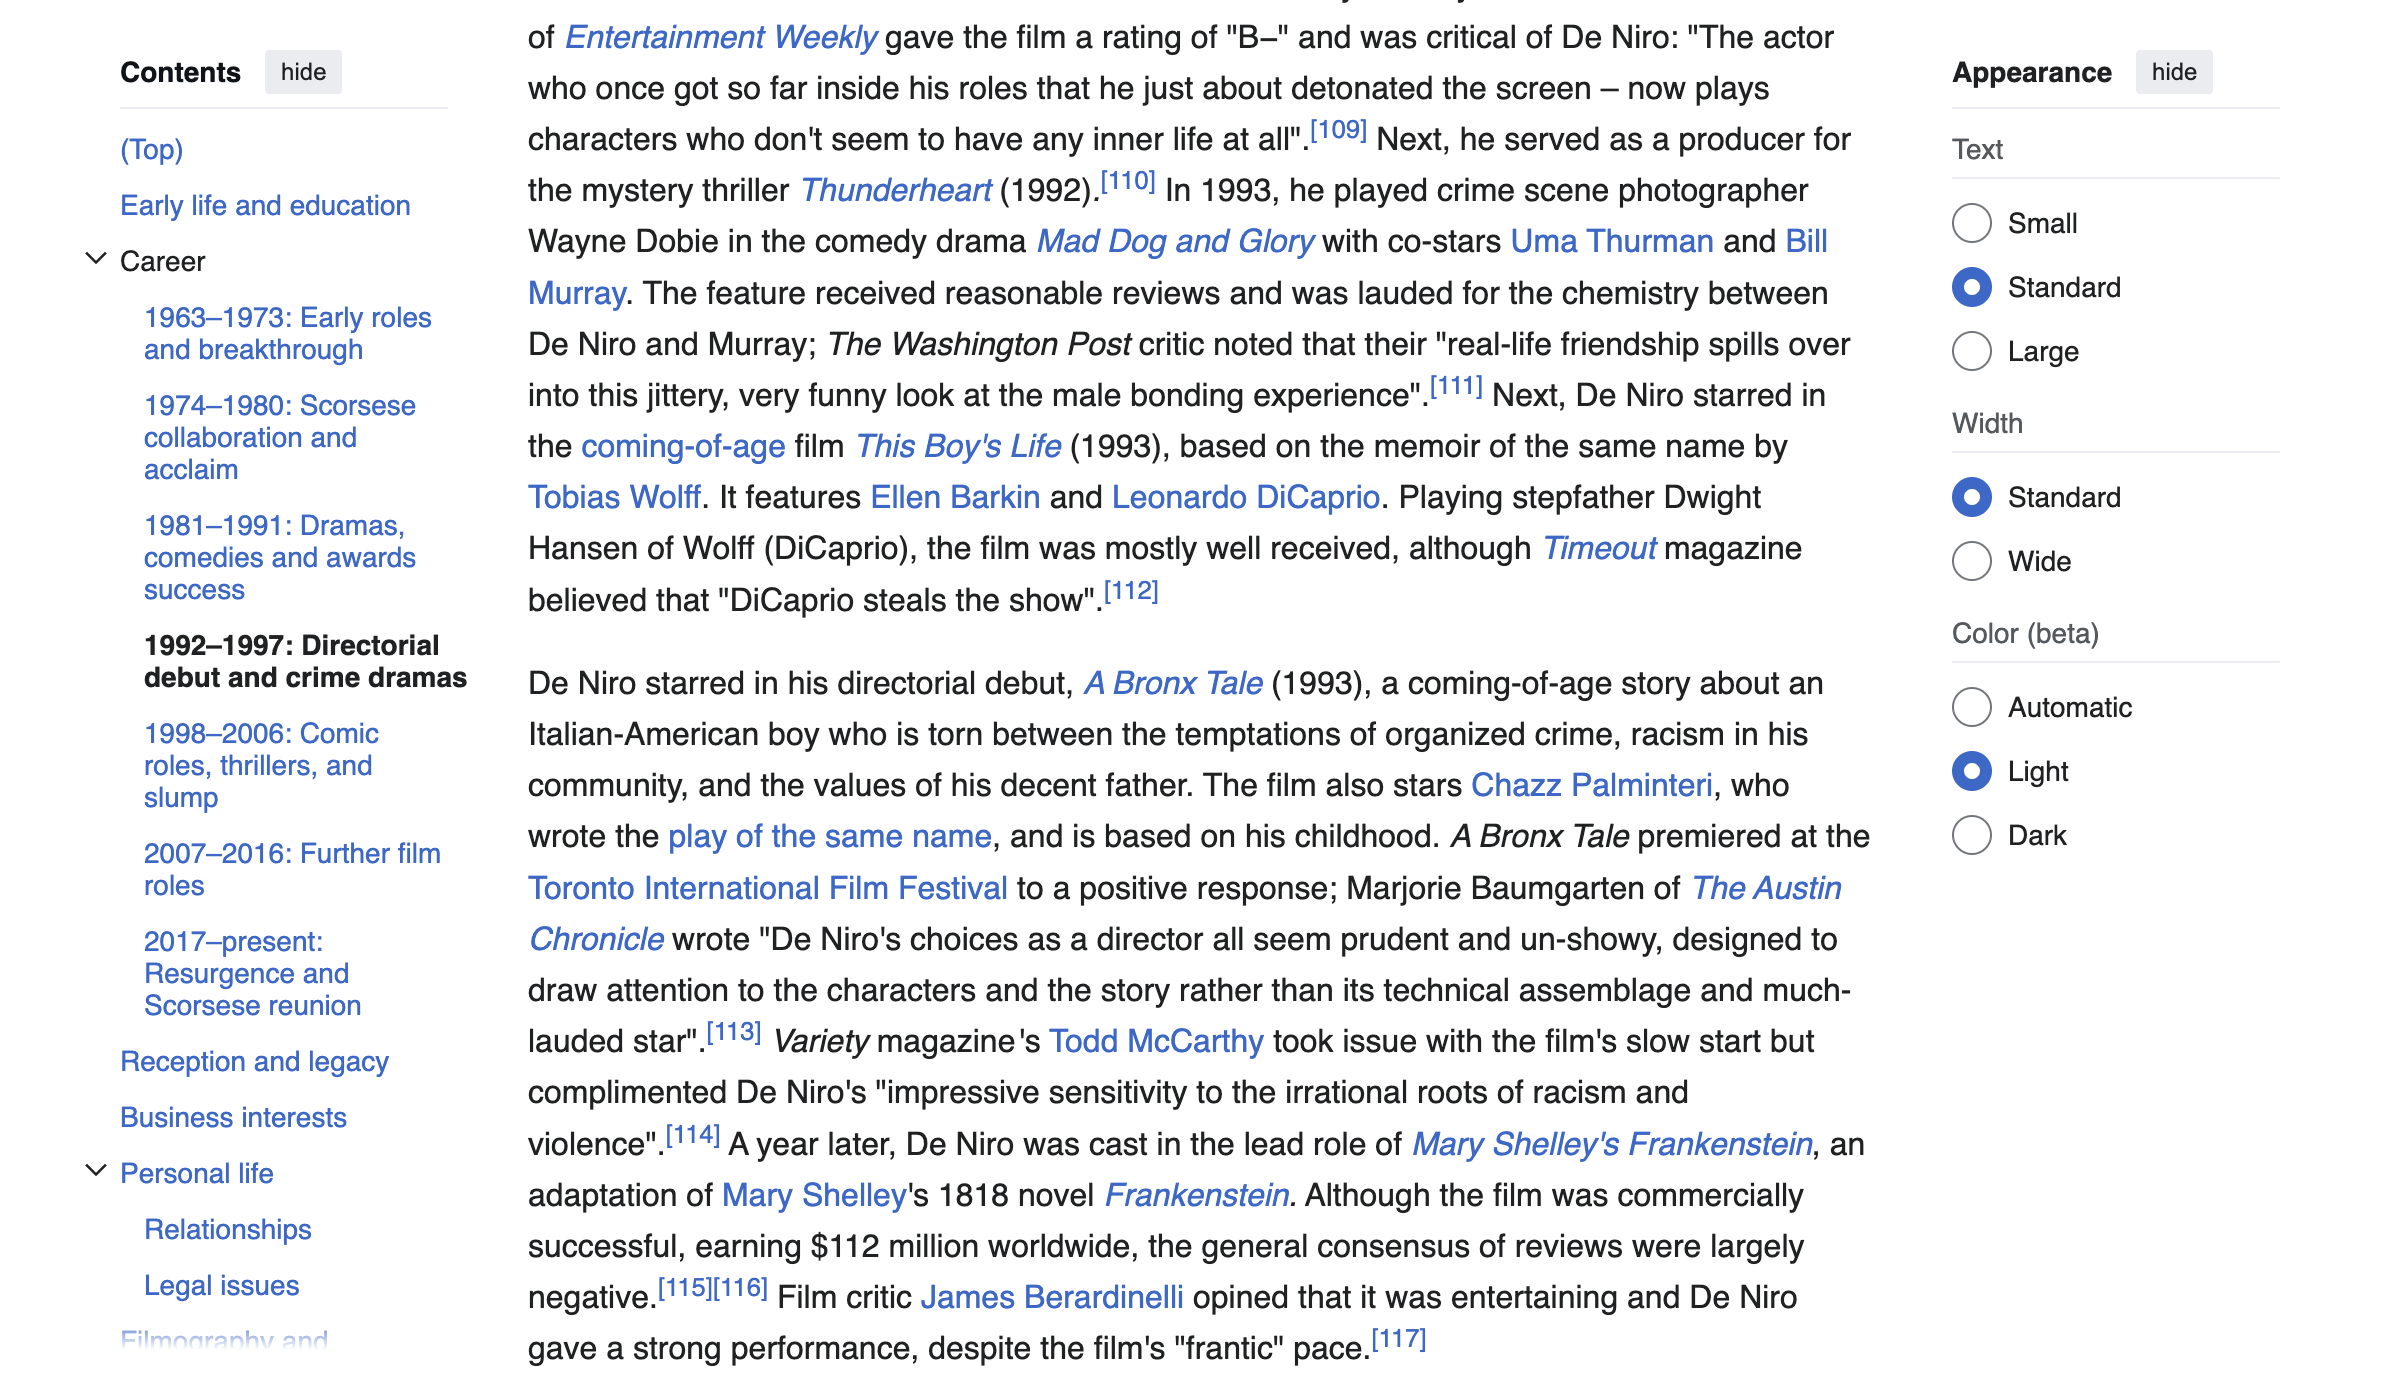 Contents hide
(Top)
Early life and education
Career
1963–1973: Early roles
and breakthrough
1974–1980: Scorsese
collaboration and
acclaim
1981–1991: Dramas,
comedies and awards
success
1992–1997: Directorial
debut and crime dramas
1998–2006: Comic
roles, thrillers, and
slump
2007–2016: Further film
roles
2017–present:
Resurgence and
Scorsese reunion
Reception and legacy
Business interests
Personal life
Relationships
Legal issues
Filmography and
of Entertainment Weekly gave the film a rating of "B–" and was critical of De Niro: "The actor
who once got so far inside his roles that he just about detonated the screen – now plays
characters who don't seem to have any inner life at all".[109] Next, he served as a producer for
the mystery thriller Thunderheart (1992).[110] In 1993, he played crime scene photographer
Wayne Dobie in the comedy drama Mad Dog and Glory with co-stars Uma Thurman and Bill
Murray. The feature received reasonable reviews and was lauded for the chemistry between
De Niro and Murray; The Washington Post critic noted that their "real-life friendship spills over
into this jittery, very funny look at the male bonding experience".[111] Next, De Niro starred in
the coming-of-age film This Boy's Life (1993), based on the memoir of the same name by
Tobias Wolff. It features Ellen Barkin and Leonardo DiCaprio. Playing stepfather Dwight
Hansen of Wolff (DiCaprio), the film was mostly well received, although Timeout magazine
believed that "DiCaprio steals the show".[112]
De Niro starred in his directorial debut, A Bronx Tale (1993), a coming-of-age story about an
Italian-American boy who is torn between the temptations of organized crime, racism in his
community, and the values of his decent father. The film also stars Chazz Palminteri, who
wrote the play of the same name, and is based on his childhood. A Bronx Tale premiered at the
Toronto International Film Festival to a positive response; Marjorie Baumgarten of The Austin
Chronicle wrote "De Niro's choices as a director all seem prudent and un-showy, designed to
draw attention to the characters and the story rather than its technical assemblage and much-
lauded star".[113] Variety magazine's Todd McCarthy took issue with the film's slow start but
complimented De Niro's "impressive sensitivity to the irrational roots of racism and
violence".[114] A year later, De Niro was cast in the lead role of Mary Shelley's Frankenstein, an
adaptation of Mary Shelley's 1818 novel Frankenstein. Although the film was commercially
successful, earning $112 million worldwide, the general consensus of reviews were largely
negative.[115][116] Film critic James Berardinelli opined that it was entertaining and De Niro
gave a strong performance, despite the film's "frantic" pace.[117]
Appearance hide
Text
Small
Standard
Large
Width
Standard
Wide
Color (beta)
Automatic
Light
Dark